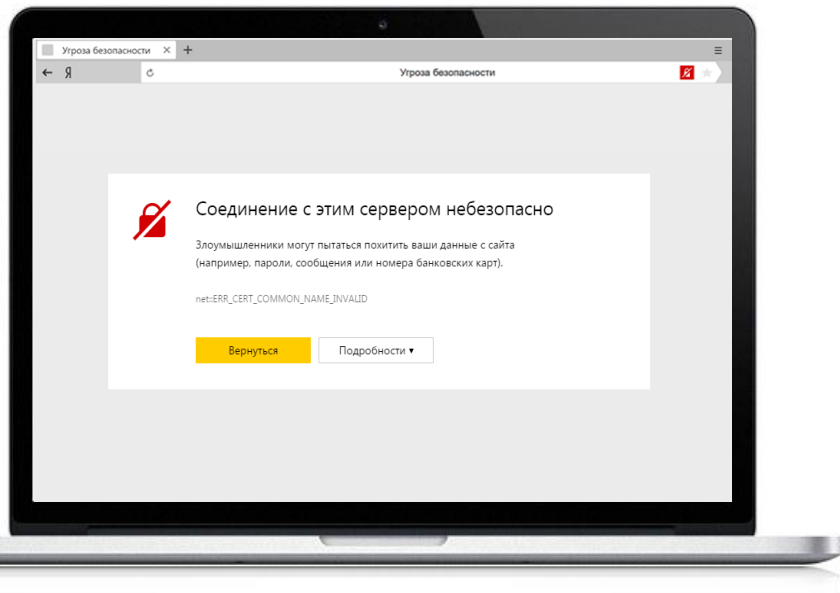 Угроза безопасности
Я
Угроза безопасности
Соединение с этим сервером небезопасно
Злоумышленники могут пытаться похитить ваши данные с сайта
(например, пароли, сообщения или номера банковских карт).
net::ERR_CERT_COMMON_NAME_INVALID
Вернуться
Подробности ▾